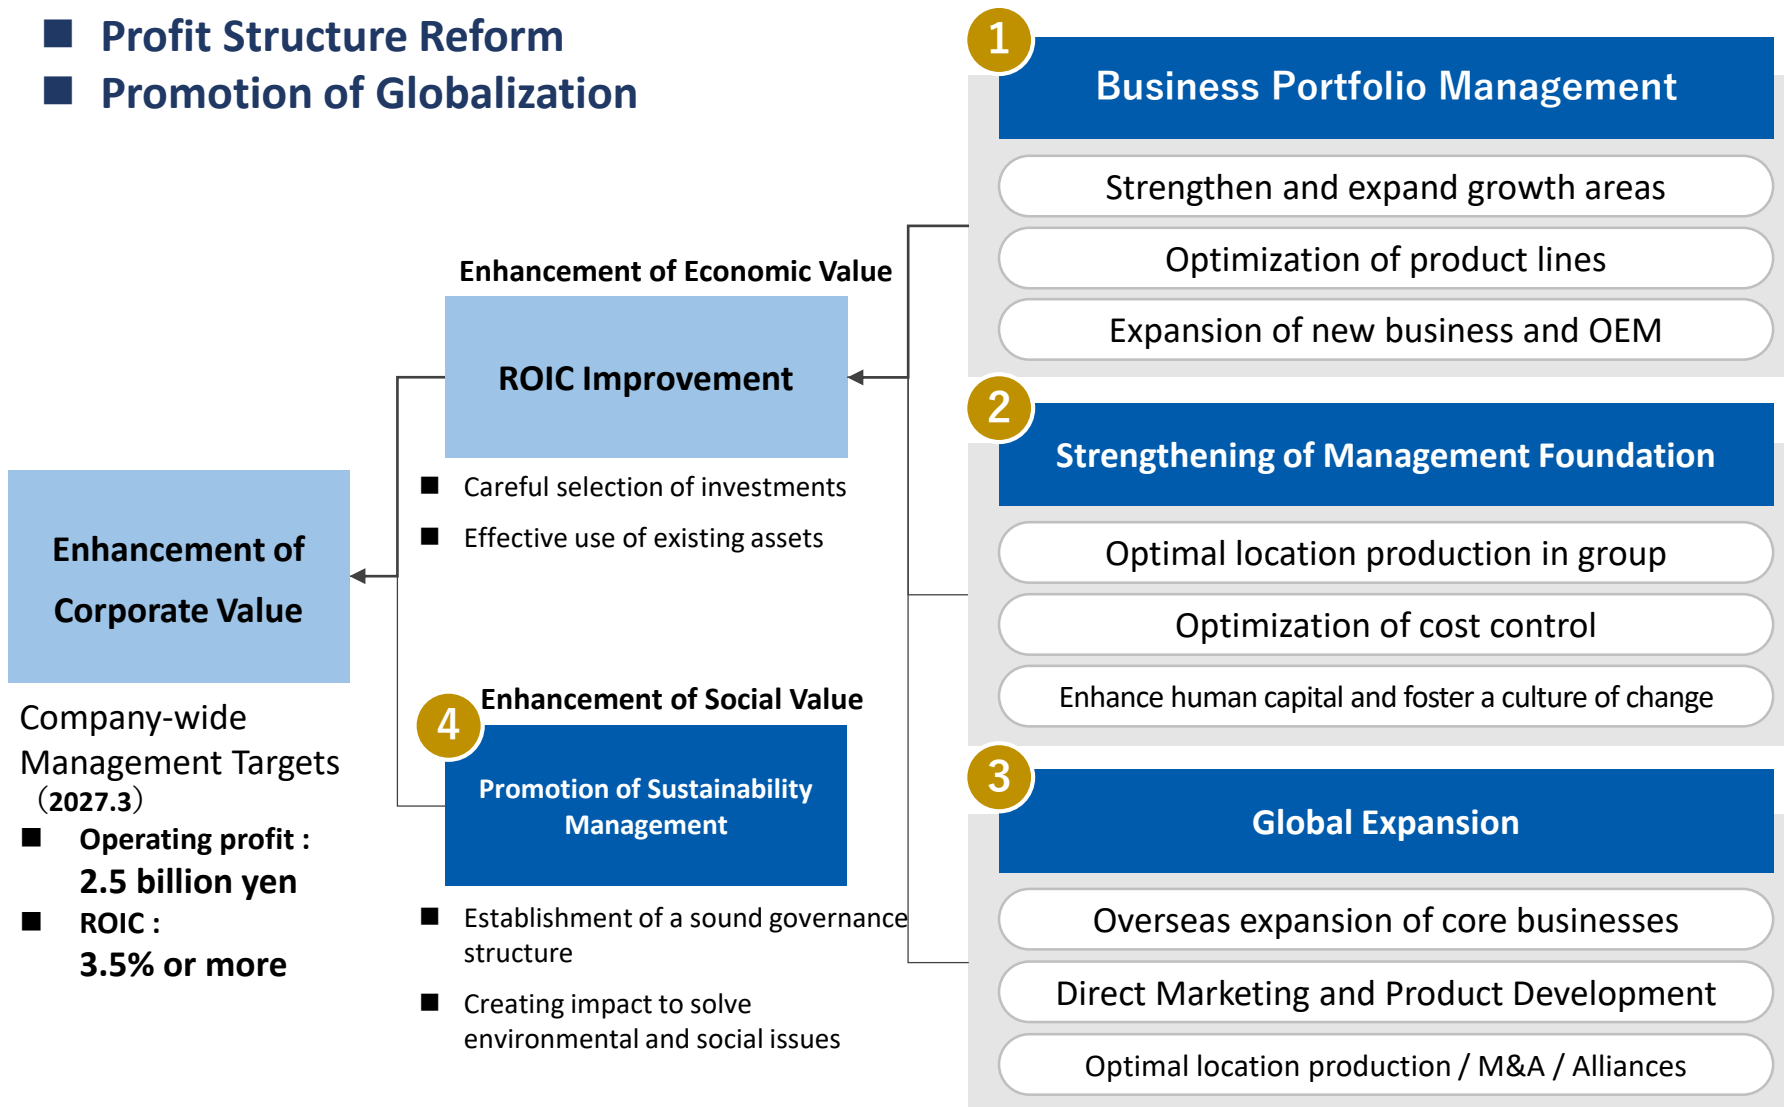 ■ Profit Structure Reform
■ Promotion of Globalization
Enhancement of
Corporate Value
Company-wide
Management Targets
（2027.3）
■ Operating profit :
2.5 billion yen
■ ROIC :
3.5% or more
Enhancement of Economic Value
ROIC Improvement
■ Careful selection of investments
■ Effective use of existing assets
Enhancement of Social Value
4
Promotion of Sustainability
Management
■ Establishment of a sound governance
structure
■ Creating impact to solve
environmental and social issues
1
Business Portfolio Management
Strengthen and expand growth areas
Optimization of product lines
Expansion of new business and OEM
2
Strengthening of Management Foundation
Optimal location production in group
Optimization of cost control
Enhance human capital and foster a culture of change
3
Global Expansion
Overseas expansion of core businesses
Direct Marketing and Product Development
Optimal location production / M&A / Alliances